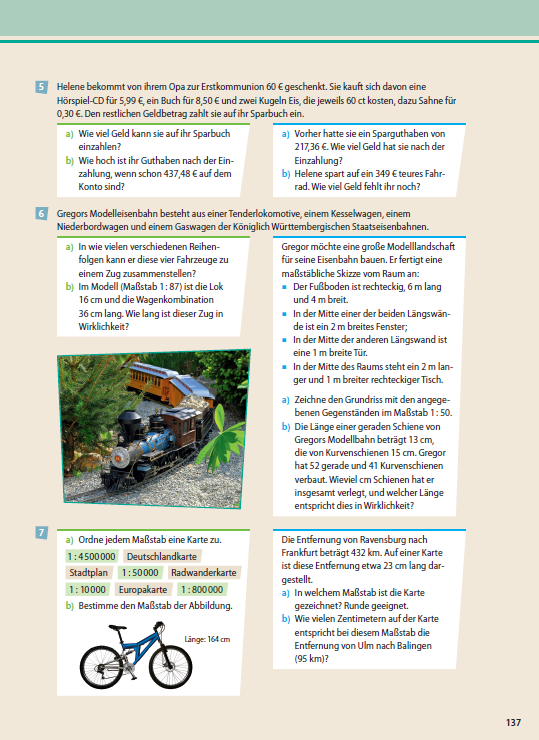 5 Helene bekommt von ihrem Opa zur Erstkommunion 60 € geschenkt. Sie kauft sich davon eine
Hörspiel-CD für 5,99 €, ein Buch für 8,50 € und zwei Kugeln Eis, die jeweils 60 ct kosten, dazu Sahne für
0,30 €. Den restlichen Geldbetrag zahlt sie auf ihr Sparbuch ein.
a) Wie viel Geld kann sie auf ihr Sparbuch
einzahlen?
b) Wie hoch ist ihr Guthaben nach der Ein-
zahlung, wenn schon 437,48 € auf dem
Konto sind?
a) Vorher hatte sie ein Sparguthaben von
217,36 €. Wie viel Geld hat sie nach der
Einzahlung?
b) Helene spart auf ein 349 € teures Fahr-
rad. Wie viel Geld fehlt ihr noch?
6 Gregors Modelleisenbahn besteht aus einer Tenderlokomotive, einem Kesselwagen, einem
Niederbordwagen und einem Gaswagen der Königlich Württembergischen Staatseisenbahnen.
a) In wie vielen verschiedenen Reihen-
folgen kann er diese vier Fahrzeuge zu
einem Zug zusammenstellen?
b) Im Modell (Maßstab 1 : 87) ist die Lok
16 cm und die Wagenkombination
36 cm lang. Wie lang ist dieser Zug in
Wirklichkeit?
Gregor möchte eine große Modelllandschaft
für seine Eisenbahn bauen. Er fertigt eine
maßstäbliche Skizze vom Raum an:
▪ Der Fußboden ist rechteckig, 6 m lang
und 4 m breit.
▪ In der Mitte einer der beiden Längswän-
de ist ein 2 m breites Fenster;
▪ In der Mitte der anderen Längswand ist
eine 1 m breite Tür.
▪ In der Mitte des Raums steht ein 2 m lan-
ger und 1 m breiter rechteckiger Tisch.
a) Zeichne den Grundriss mit den angege-
benen Gegenständen im Maßstab 1 : 50.
b) Die Länge einer geraden Schiene von
Gregors Modellbahn beträgt 13 cm,
die von Kurvenschienen 15 cm. Gregor
hat 52 gerade und 41 Kurvenschienen
verbaut. Wieviel cm Schienen hat er
insgesamt verlegt, und welcher Länge
entspricht dies in Wirklichkeit?
7 a) Ordne jedem Maßstab eine Karte zu.
1 : 4 500 000 Deutschlandkarte
Stadtplan 1 : 50 000 Radwanderkarte
1 : 10 000 Europakarte 1 : 800 000
b) Bestimme den Maßstab der Abbildung.
Länge: 164 cm
Die Entfernung von Ravensburg nach
Frankfurt beträgt 432 km. Auf einer Karte
ist diese Entfernung etwa 23 cm lang dar-
gestellt.
a) In welchem Maßstab ist die Karte
gezeichnet? Runde geeignet.
b) Wie vielen Zentimetern auf der Karte
entspricht bei diesem Maßstab die
Entfernung von Ulm nach Balingen
(95 km)?
137